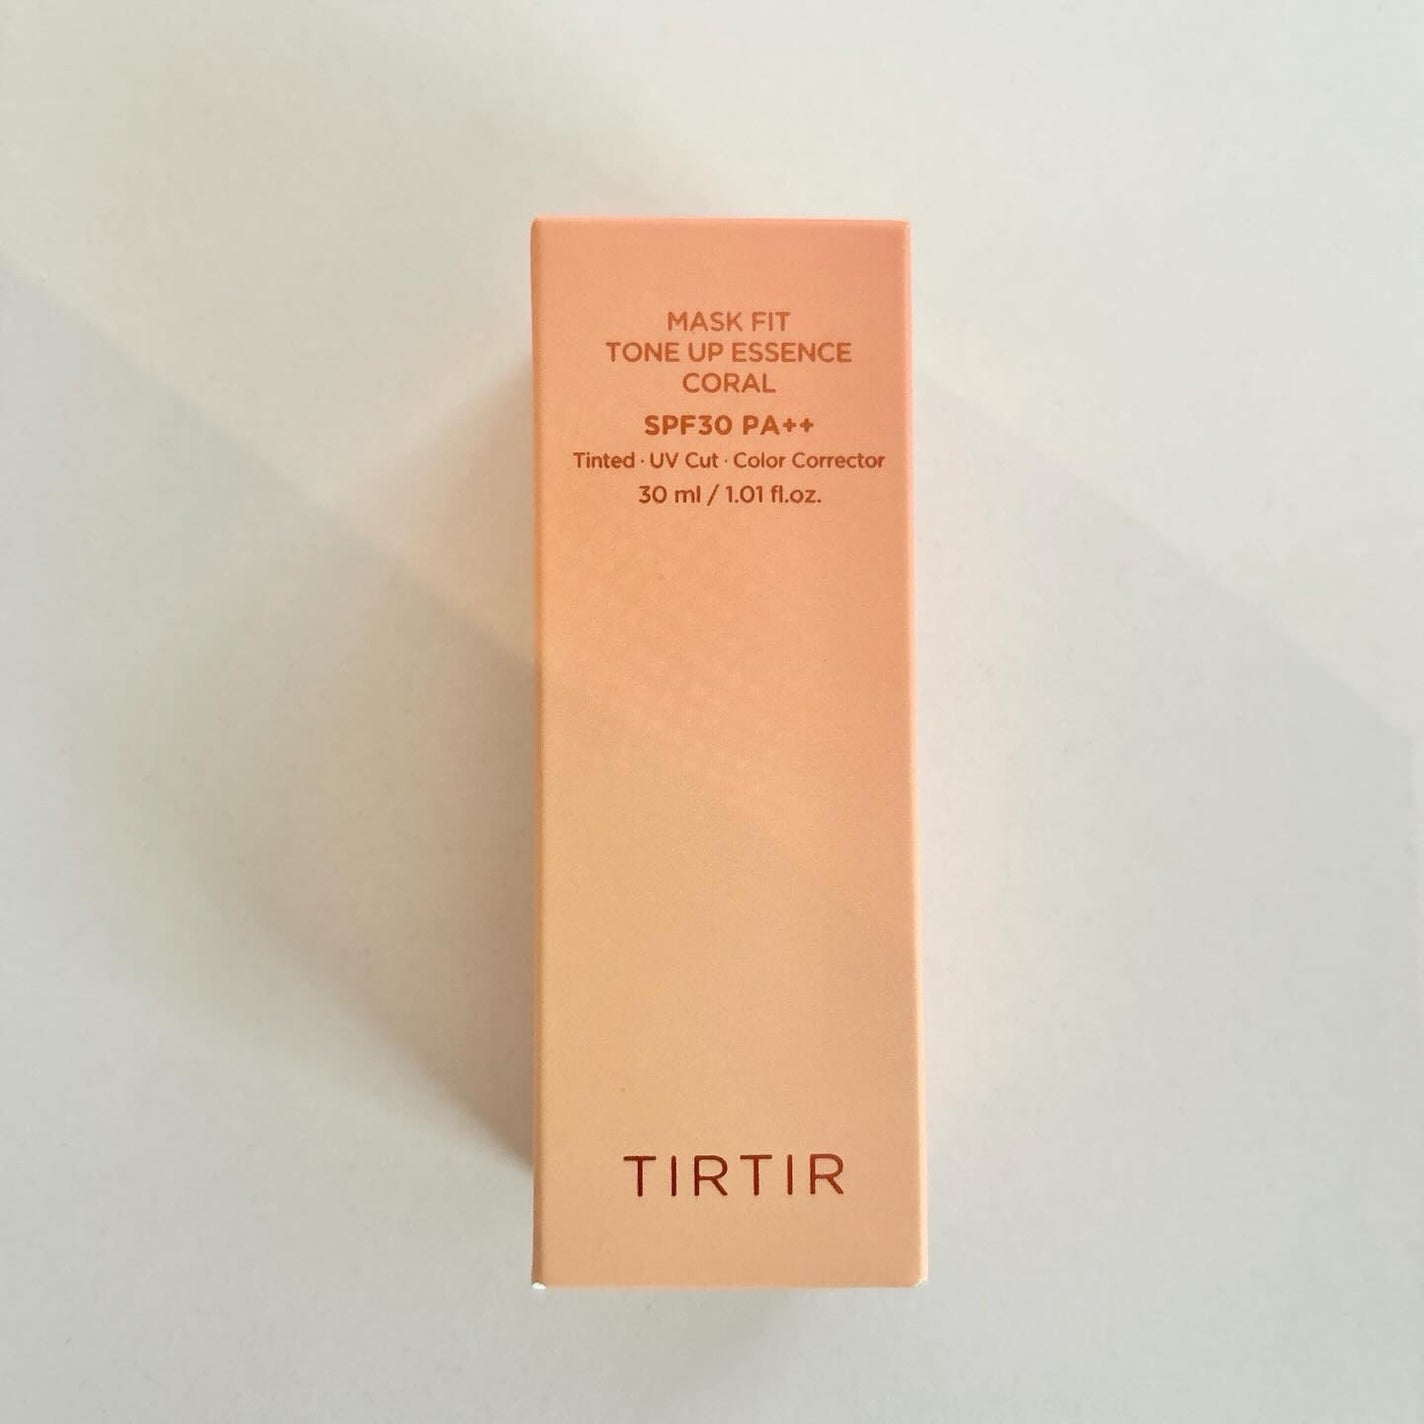 MASK FIT
TONE UP ESSENCE
CORAL
SPF30 PA++
Tinted · UV Cut · Color Corrector
30 ml / 1.01 fl.oz.
TIRTIR